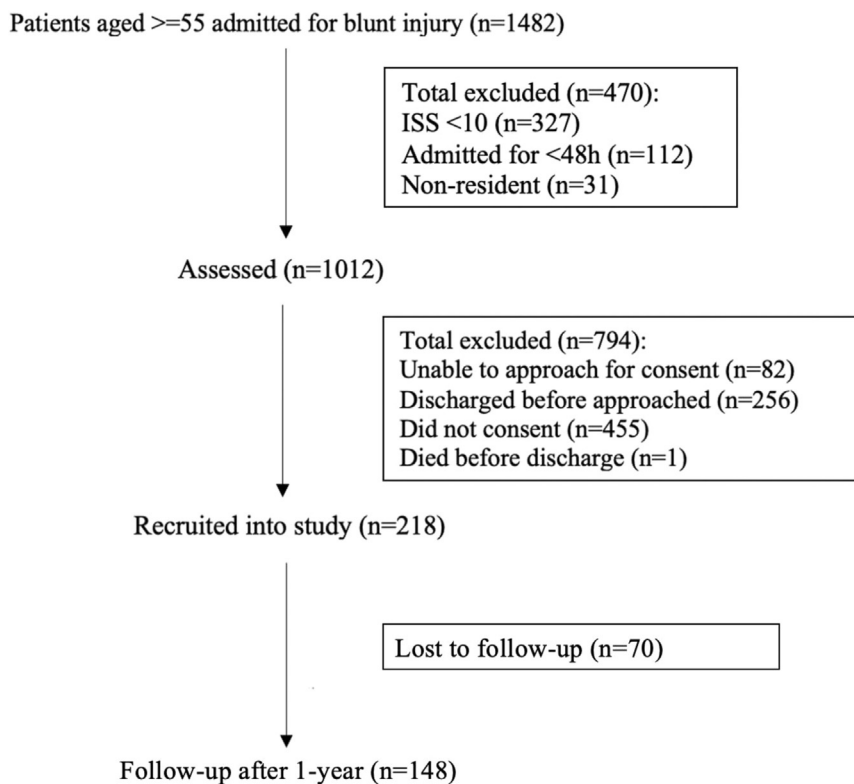 Patients aged >=55 admitted for blunt injury (n=1482)
Total excluded (n=470):
ISS <10 (n=327)
Admitted for <48h (n=112)
Non-resident (n=31)
Assessed (n=1012)
Total excluded (n=794):
Unable to approach for consent (n=82)
Discharged before approached (n=256)
Did not consent (n=455)
Died before discharge (n=1)
Recruited into study (n=218)
Lost to follow-up (n=70)
Follow-up after 1-year (n=148)